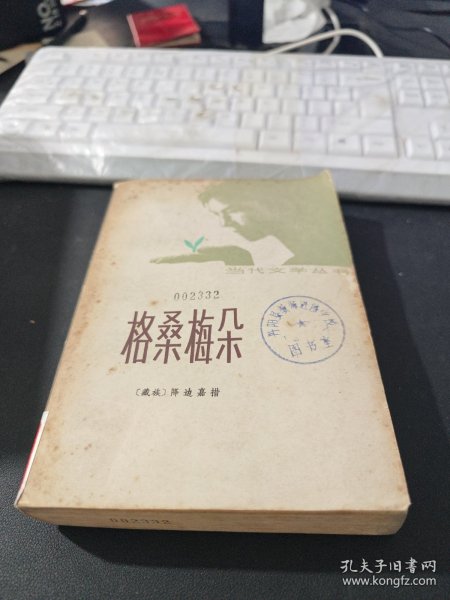 当代文学丛书
002332
格桑梅朵
〔藏族〕降边嘉措
002332
孔夫子旧书网
www.kongfz.com